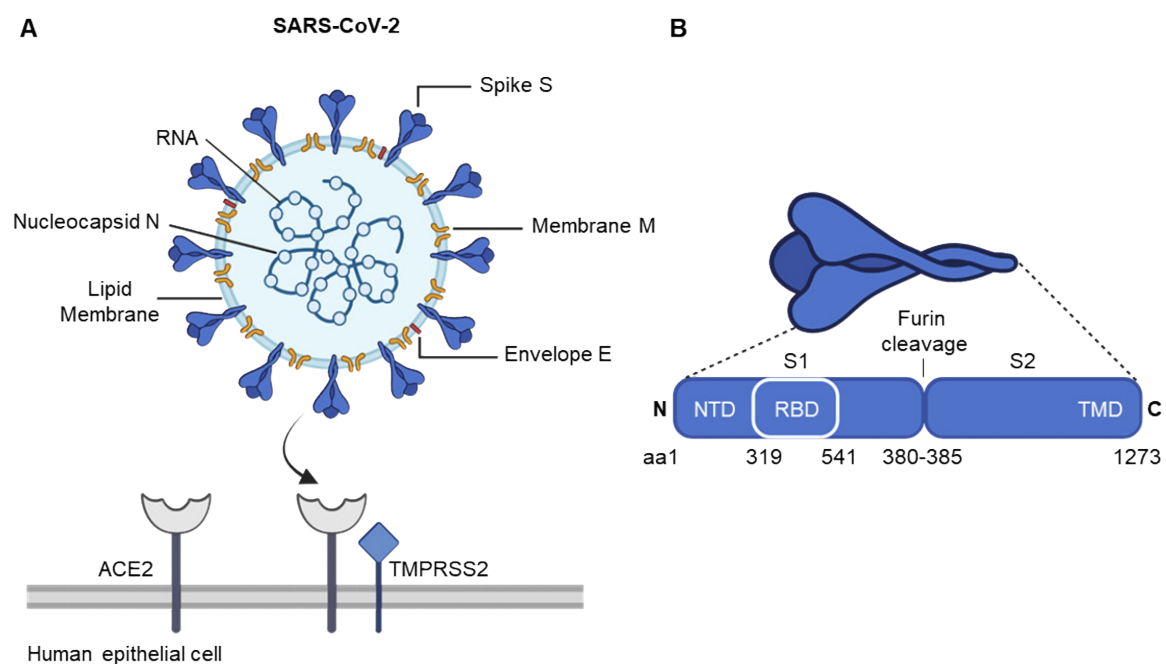 A
SARS-CoV-2
Spike S
RNA
Nucleocapsid N
Membrane M
Lipid
Membrane
Envelope E
ACE2
TMPRSS2
Human epithelial cell
B
Furin
cleavage
S1
S2
N
NTD
RBD
TMD
C
aa1
319
541
380-385
1273